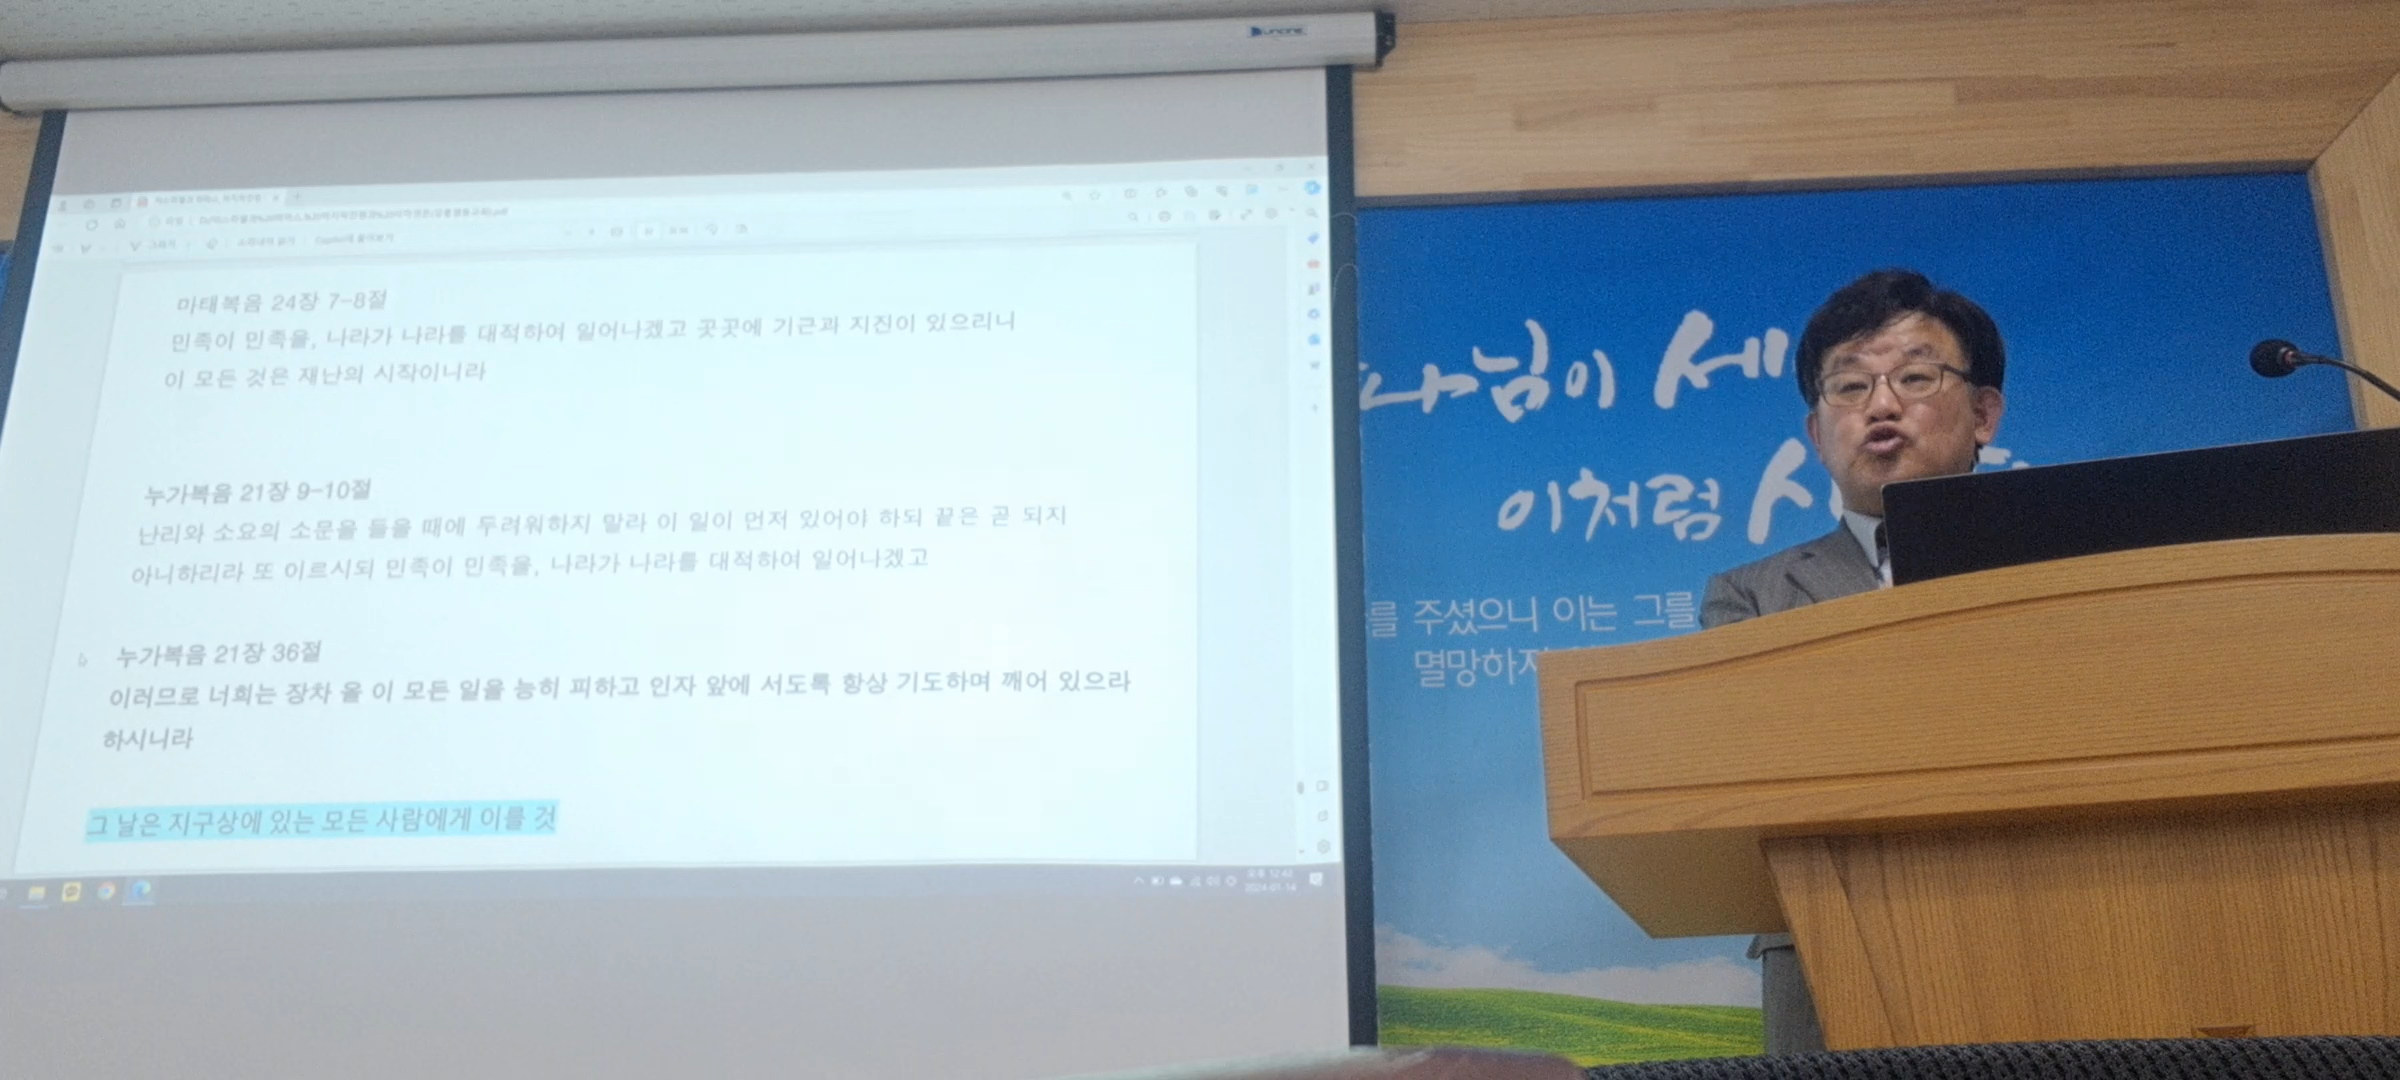 마태복음 24장 7-8절
민족이 민족을, 나라가 나라를 대적하여 일어나겠고 곳곳에 기근과 지진이 있으리니
이 모든 것은 재난의 시작이니라
누가복음 21장 9-10절
난리와 소요의 소문을 들을 때에 두려워하지 말라 이 일이 먼저 있어야 하되 끝은 곧 되지
아니하리라 또 이르시되 민족이 민족을, 나라가 나라를 대적하여 일어나겠고
누가복음 21장 36절
이러므로 너희는 장차 올 이 모든 일을 능히 피하고 인자 앞에 서도록 항상 기도하며 깨어 있으라
하시니라
그 날은 지구상에 있는 모든 사람에게 이를 것
2024-01-14
님이 세
이처럼
를 주셨으니 이는 그를
멸망하지